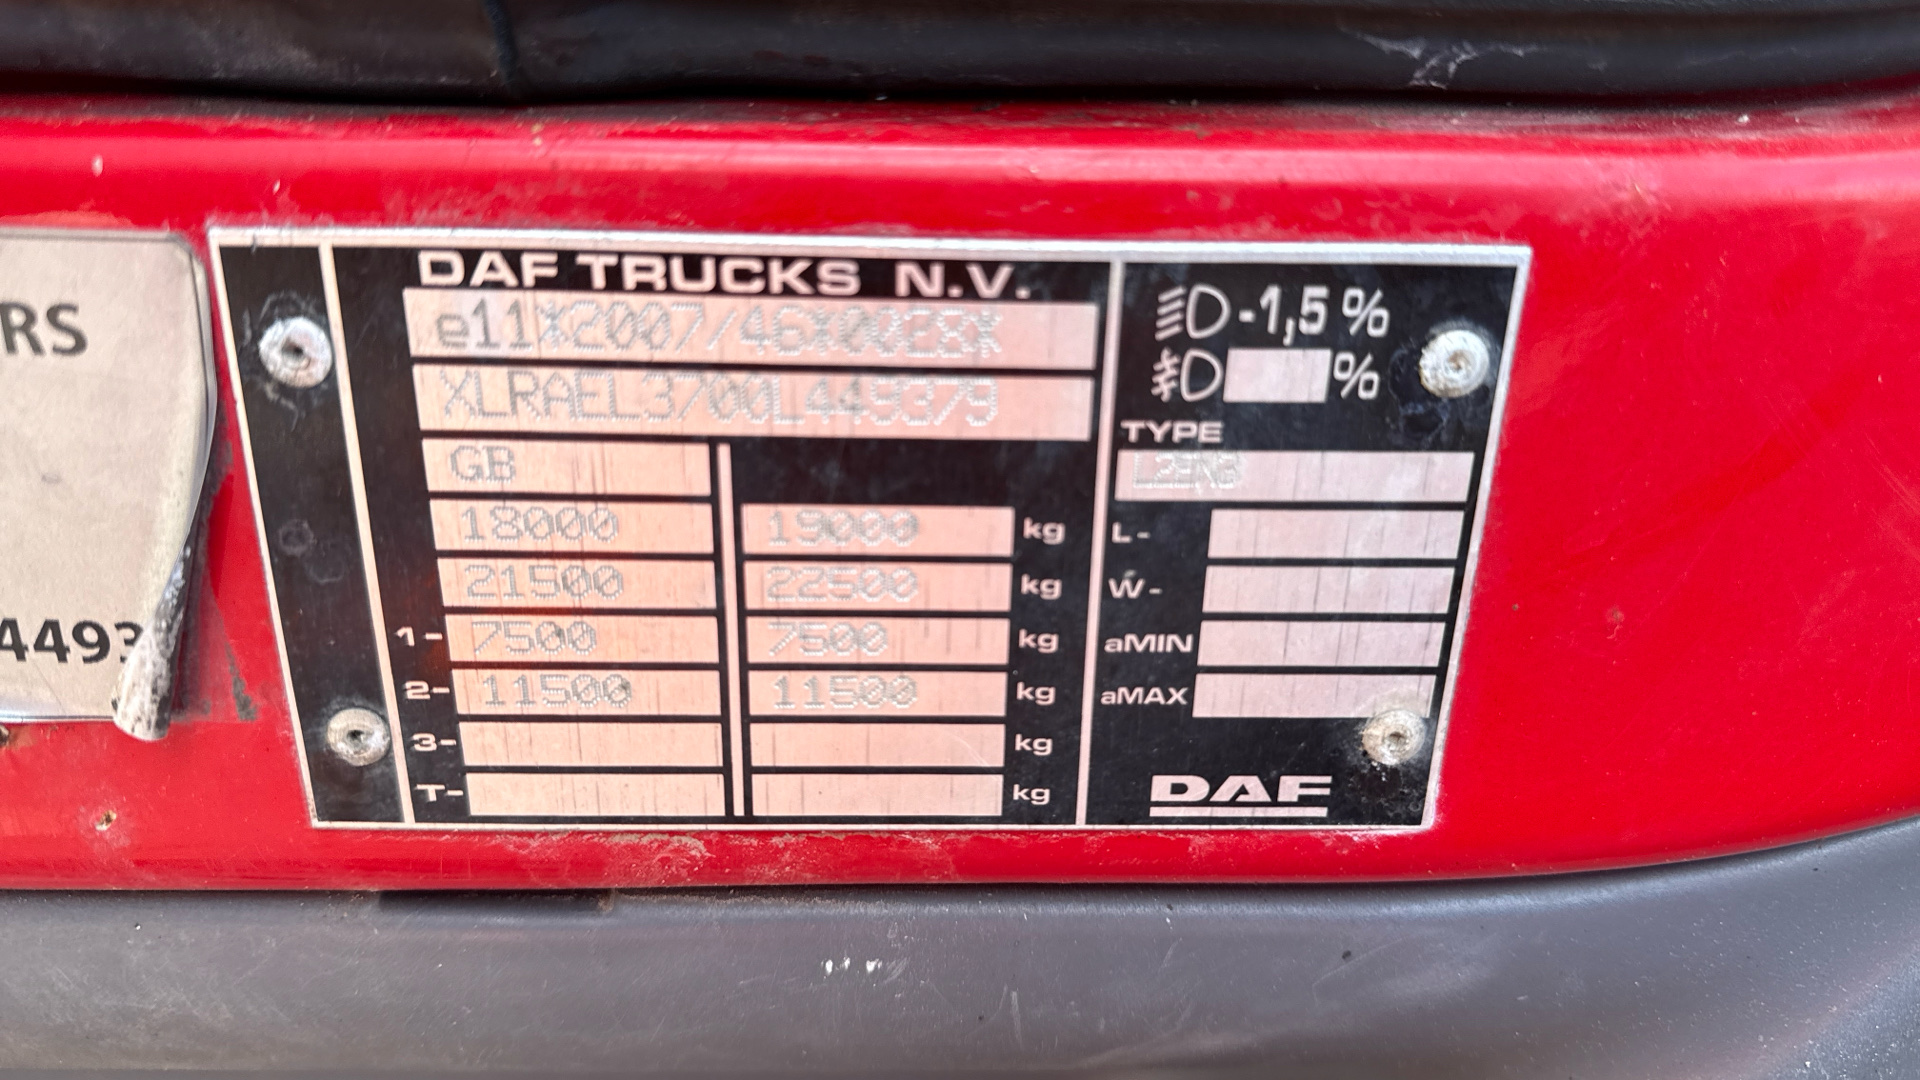 RS
4493
DAF TRUCKS N.V.
e11*2007/46*0028*
XLRAEL3700L449379
GB
18000 19000 kg
21500 22500 kg
1- 7500 7500 kg
2- 11500 11500 kg
3- kg
T- kg
-1,5 %
%
TYPE
L-
W-
aMIN
aMAX
DAF